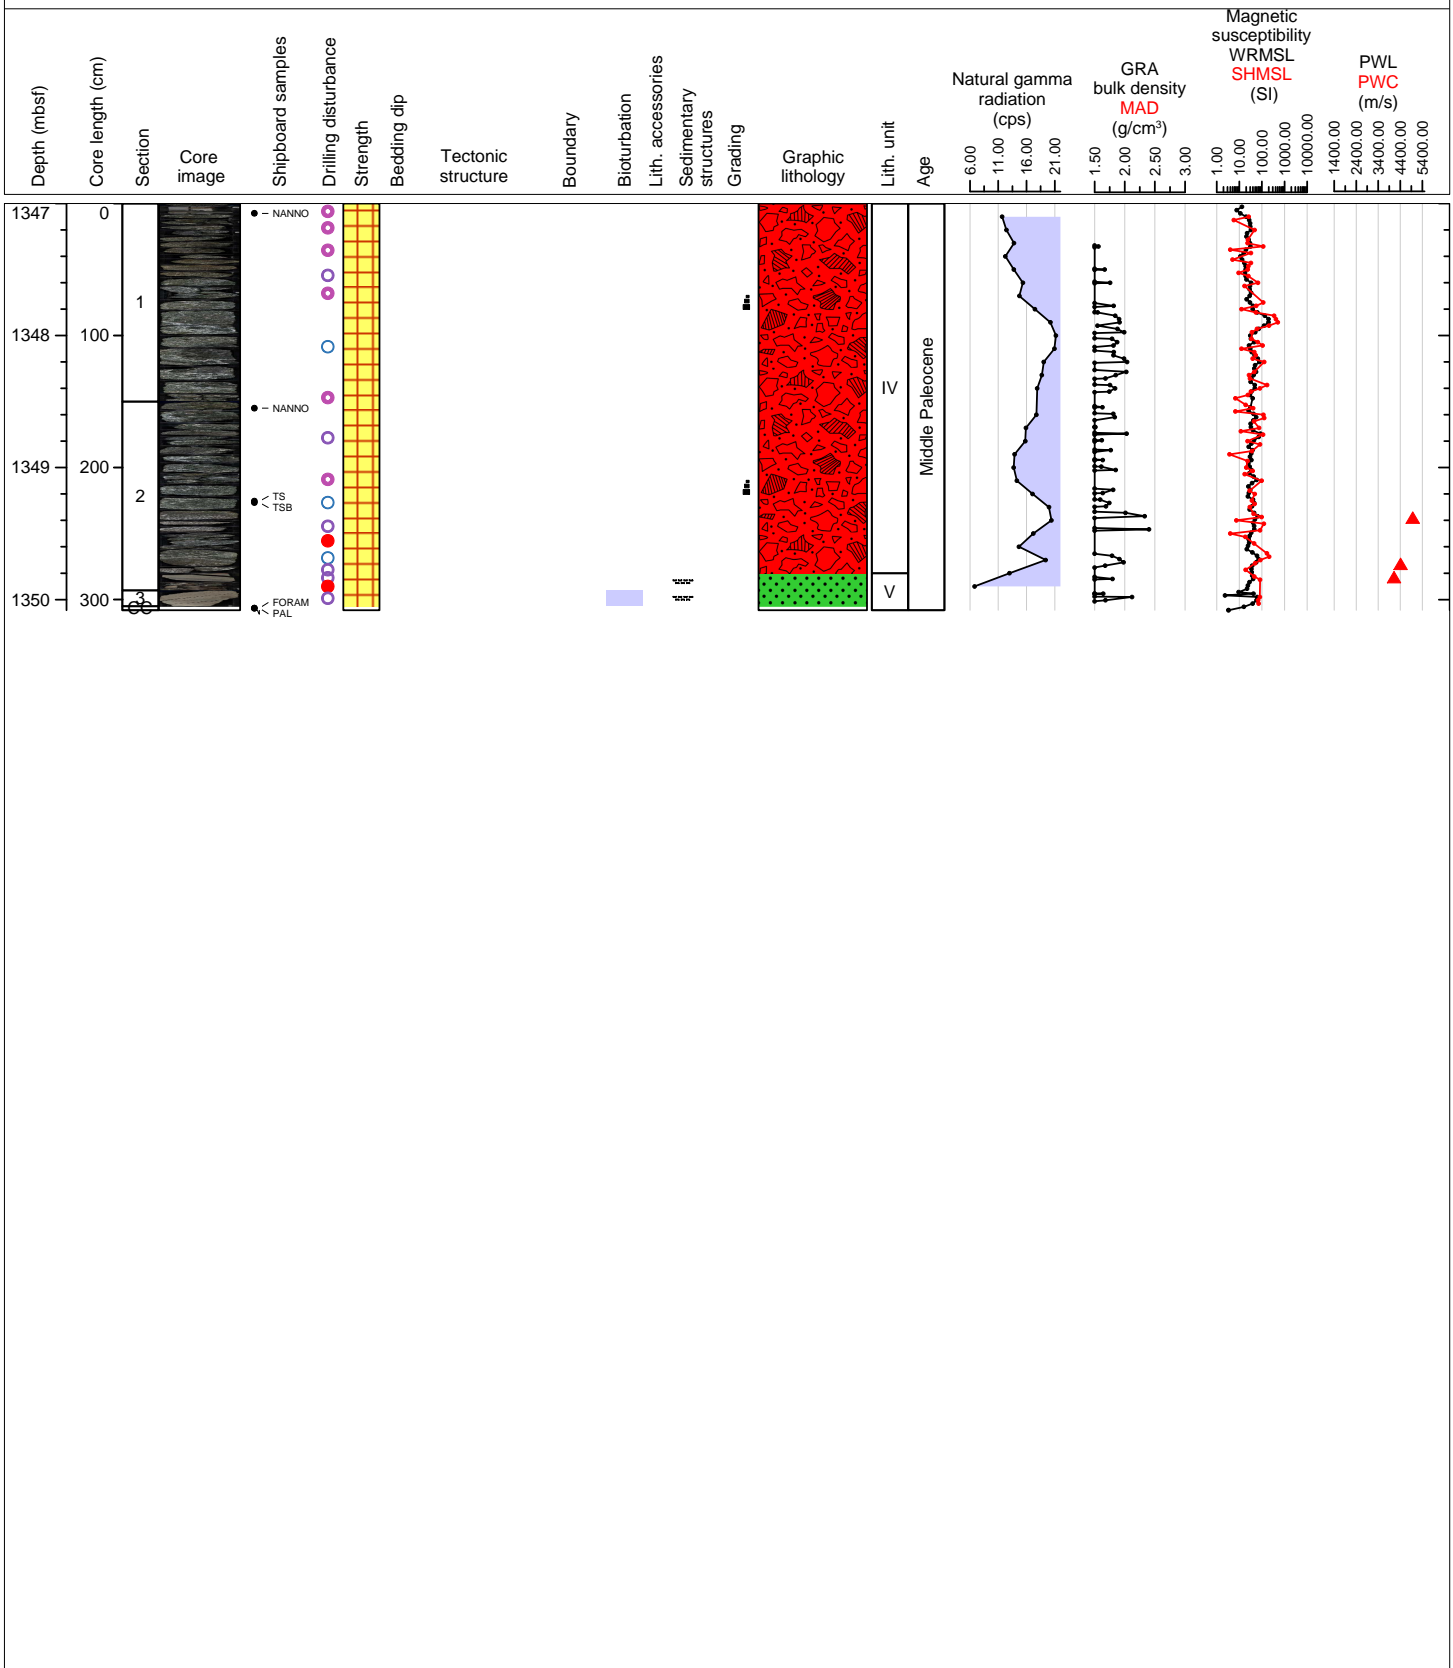 Depth (mbsf)
Core length (cm)
Section
Core
image
Shipboard samples
Drilling disturbance
Strength
Bedding dip
Tectonic
structure
Boundary
Bioturbation
Lith. accessories
Sedimentary
structures
Grading
Graphic
lithology
Lith. unit
Age
Natural gamma
radiation
(cps)
6.00
11.00
16.00
21.00
GRA
bulk density
MAD
(g/cm³)
1.50
2.00
2.50
3.00
Magnetic
susceptibility
WRMSL
SHMSL
(SI)
1.00
10.00
100.00
1000.00
10000.00
PWL
PWC
(m/s)
1400.00
2400.00
3400.00
4400.00
5400.00
1347
1348
1349
1350
0
100
200
300
1
2
3
CC
NANNO
NANNO
TS
TSB
FORAM
PAL
IV
V
Middle Paleocene